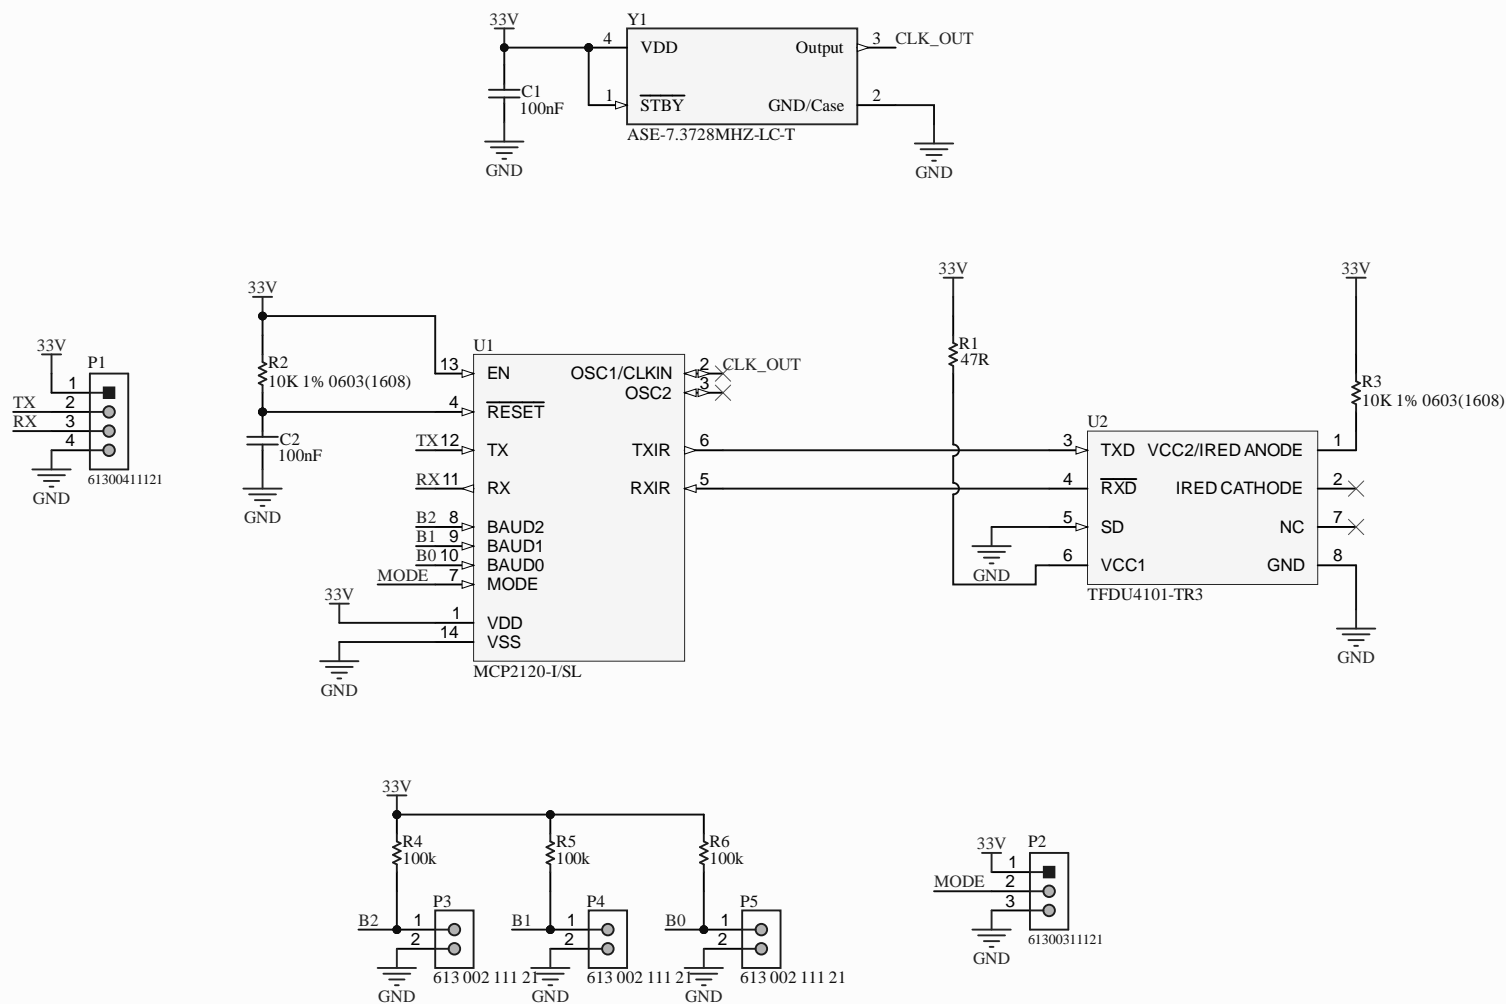 33V
Y1
4
VDD
Output
3
CLK_OUT
C1
100nF
1
STBY
GND/Case
2
ASE-7.3728MHZ-LC-T
GND
GND
33V
R2
10K 1% 0603(1608)
C2
100nF
GND
33V
P1
1
TX
2
RX
3
4
61300411121
GND
U1
13
EN
OSC1/CLKIN
2
CLK_OUT
OSC2
3
4
RESET
TX
12
TX
TXIR
6
RX
11
RX
RXIR
5
B2
8
BAUD2
B1
9
BAUD1
B0
10
BAUD0
MODE
7
MODE
33V
1
VDD
14
VSS
GND
MCP2120-I/SL
33V
R1
47R
33V
R3
10K 1% 0603(1608)
U2
3
TXD
VCC2/IRED ANODE
1
4
RXD
IRED CATHODE
2
5
SD
NC
7
GND
6
VCC1
GND
8
TFDU4101-TR3
GND
33V
R4
100k
R5
100k
R6
100k
P3
B2
1
2
613 002 111 21
GND
P4
B1
1
2
613 002 111 21
GND
P5
B0
1
2
613 002 111 21
GND
33V
P2
1
MODE
2
3
61300311121
GND